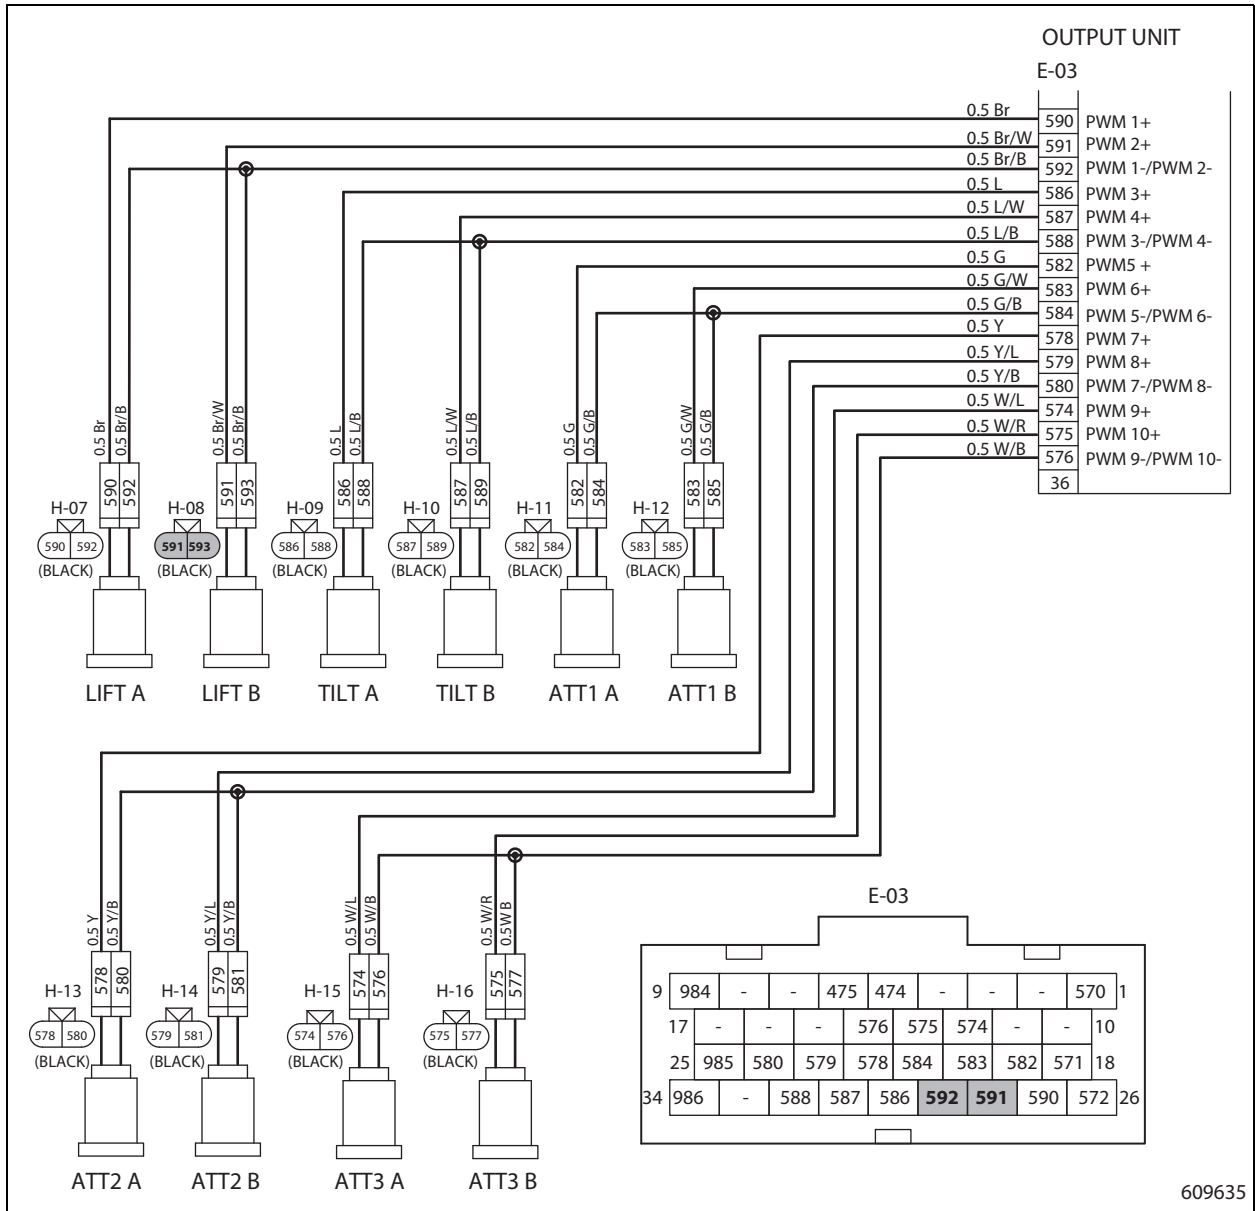 OUTPUT UNIT
E-03
0.5 Br 590 PWM 1+
0.5 Br/W 591 PWM 2+
0.5 Br/B 592 PWM 1-/PWM 2-
0.5 L 586 PWM 3+
0.5 L/W 587 PWM 4+
0.5 L/B 588 PWM 3-/PWM 4-
0.5 G 582 PWM5 +
0.5 G/W 583 PWM 6+
0.5 G/B 584 PWM 5-/PWM 6-
0.5 Y 578 PWM 7+
0.5 Y/L 579 PWM 8+
0.5 Y/B 580 PWM 7-/PWM 8-
0.5 W/L 574 PWM 9+
0.5 W/R 575 PWM 10+
0.5 W/B 576 PWM 9-/PWM 10-
36
0.5 Br 0.5 Br/B 0.5 Br/W 0.5 Br/B 0.5 L 0.5 L/B 0.5 L/W 0.5 L/B 0.5 G 0.5 G/B 0.5 G/W 0.5 G/B
590 592 591 593 586 588 587 589 582 584 583 585
H-07 H-08 H-09 H-10 H-11 H-12
590 592 591 593 586 588 587 589 582 584 583 585
(BLACK) (BLACK) (BLACK) (BLACK) (BLACK) (BLACK)
LIFT A LIFT B TILT A TILT B ATT1 A ATT1 B
0.5 Y 0.5 Y/B 0.5 Y/L 0.5 Y/B 0.5 W/L 0.5 W/B 0.5 W/R 0.5W B
578 580 579 581 574 576 575 577
H-13 H-14 H-15 H-16
578 580 579 581 574 576 575 577
(BLACK) (BLACK) (BLACK) (BLACK)
ATT2 A ATT2 B ATT3 A ATT3 B
E-03
9 984 - - 475 474 - - - 570 1
17 - - - 576 575 574 - - 10
25 985 580 579 578 584 583 582 571 18
34 986 - 588 587 586 592 591 590 572 26
609635